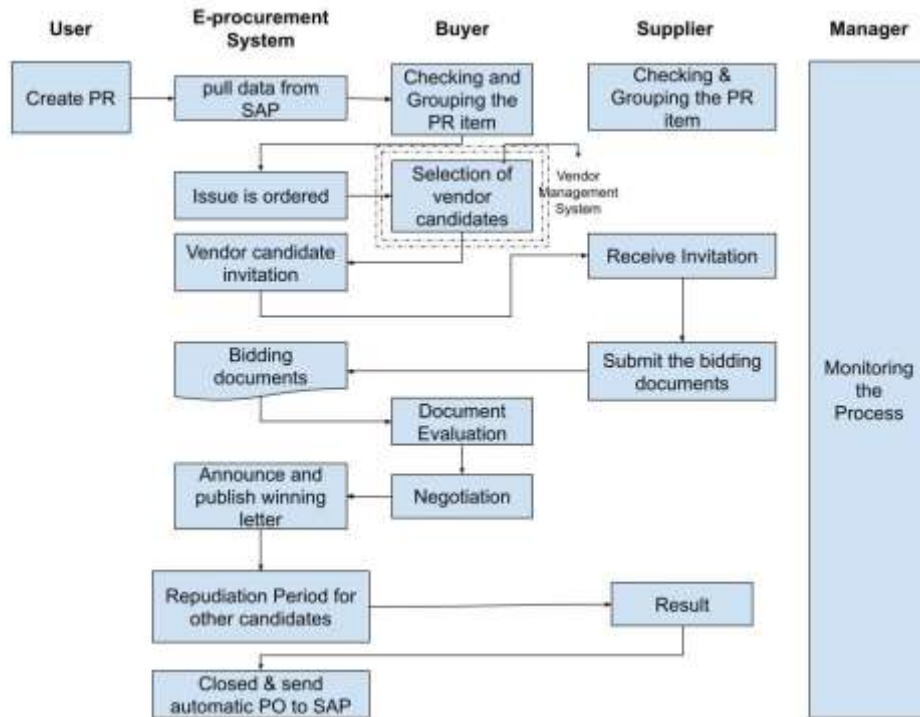 User
E-procurement
System
Buyer
Supplier
Manager
Create PR
pull data from
SAP
Checking and
Grouping the
PR item
Checking &
Grouping the PR
item
Issue is ordered
Selection of
vendor
candidates
Vendor
Management
System
Vendor candidate
invitation
Receive Invitation
Bidding
documents
Submit the bidding
documents
Monitoring
the
Process
Document
Evaluation
Announce and
publish winning
letter
Negotiation
Repudiation Period for
other candidates
Result
Closed & send
automatic PO to SAP